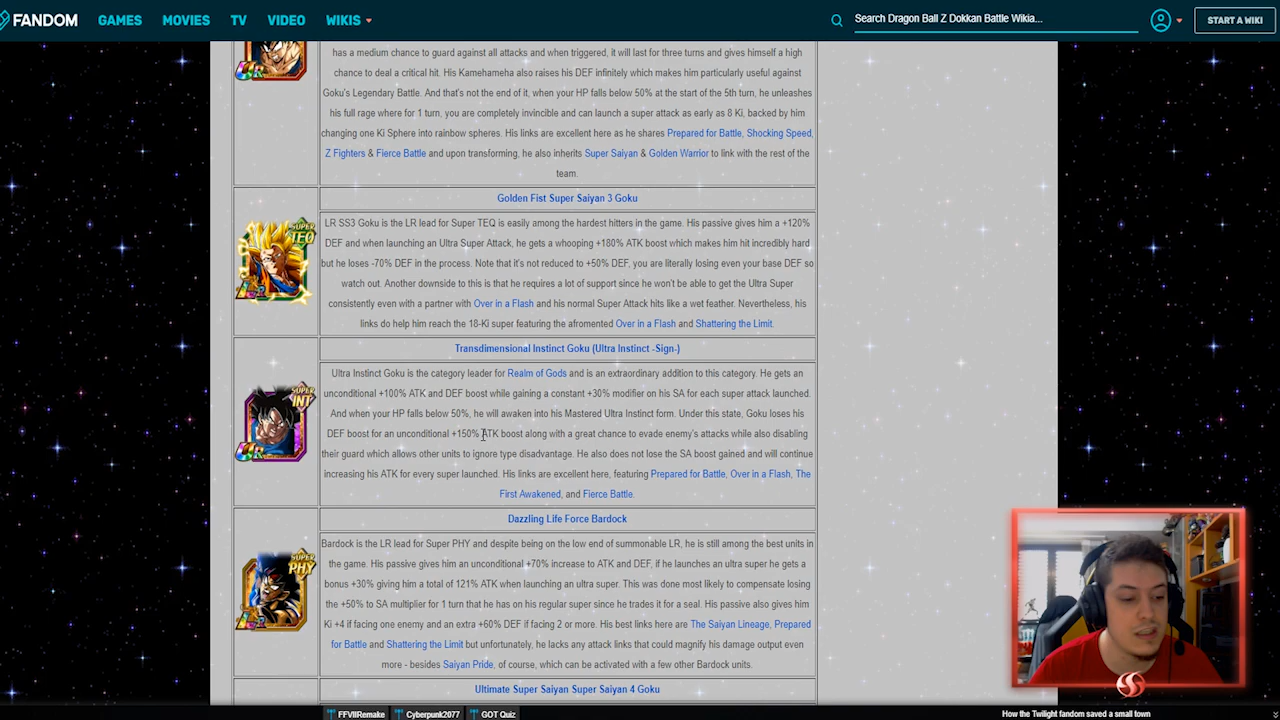 FANDOM GAMES MOVIES TV VIDEO WIKIS Search Dragon Ball Z Dokkan Battle Wikia... START A WIKI
has a medium chance to guard against all attacks and when triggered, it will last for three turns and gives himself a high
chance to deal a critical hit. His Kamehameha also raises his DEF infinitely which makes him particularly useful against
Goku's Legendary Battle. And that's not the end of it, when your HP falls below 50% at the start of the 5th turn, he unleashes
his full rage where for 1 turn, you are completely invincible and can launch a super attack as early as 8 Ki, backed by him
changing one Ki Sphere into rainbow spheres. His links are excellent here as he shares Prepared for Battle, Shocking Speed,
Z Fighters & Fierce Battle and upon transforming, he also inherits Super Saiyan & Golden Warrior to link with the rest of the
team.
Golden Fist Super Saiyan 3 Goku
SUPER TEQ
LR SS3 Goku is the LR lead for Super TEQ is easily among the hardest hitters in the game. His passive gives him a +120%
DEF and when launching an Ultra Super Attack, he gets a whooping +180% ATK boost which makes him hit incredibly hard
but he loses -70% DEF in the process. Note that it's not reduced to +50% DEF, you are literally losing even your base DEF so
watch out. Another downside to this is that he requires a lot of support since he won't be able to get the Ultra Super
consistently even with a partner with Over in a Flash and his normal Super Attack hits like a wet feather. Nevertheless, his
links do help him reach the 18-Ki super featuring the afromented Over in a Flash and Shattering the Limit.
Transdimensional Instinct Goku (Ultra Instinct -Sign-)
SUPER INT
Ultra Instinct Goku is the category leader for Realm of Gods and is an extraordinary addition to this category. He gets an
unconditional +100% ATK and DEF boost while gaining a constant +30% modifier on his SA for each super attack launched.
And when your HP falls below 50%, he will awaken into his Mastered Ultra Instinct form. Under this state, Goku loses his
DEF boost for an unconditional +150% ATK boost along with a great chance to evade enemy's attacks while also disabling
their guard which allows other units to ignore type disadvantage. He also does not lose the SA boost gained and will continue
increasing his ATK for every super launched. His links are excellent here, featuring Prepared for Battle, Over in a Flash, The
First Awakened, and Fierce Battle.
Dazzling Life Force Bardock
SUPER PHY
Bardock is the LR lead for Super PHY and despite being on the low end of summonable LR, he is still among the best units in
the game. His passive gives him an unconditional +70% increase to ATK and DEF, if he launches an ultra super he gets a
bonus +30% giving him a total of 121% ATK when launching an ultra super. This was done most likely to compensate losing
the +50% to SA multiplier for 1 turn that he has on his regular super since he trades it for a seal. His passive also gives him
Ki +4 if facing one enemy and an extra +60% DEF if facing 2 or more. His best links here are The Saiyan Lineage, Prepared
for Battle and Shattering the Limit but unfortunately, he lacks any attack links that could magnify his damage output even
more - besides Saiyan Pride, of course, which can be activated with a few other Bardock units.
Ultimate Super Saiyan Super Saiyan 4 Goku
FFVIIRemake Cyberpunk2077 GOT Quiz How the Twilight fandom saved a small town